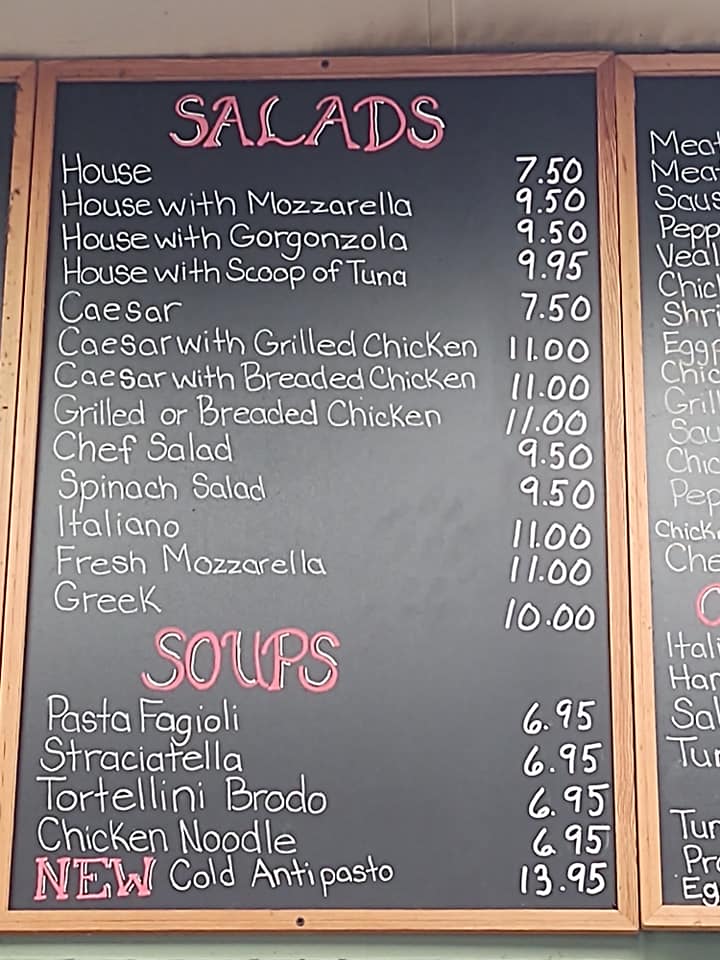 SALADS
House 7.50
House with Mozzarella 9.50
House with Gorgonzola 9.50
House with Scoop of Tuna 9.95
Caesar 7.50
Caesar with Grilled Chicken 11.00
Caesar with Breaded Chicken 11.00
Grilled or Breaded Chicken 11.00
Chef Salad 9.50
Spinach Salad 9.50
Italiano 11.00
Fresh Mozzarella 11.00
Greek 10.00
SOUPS
Pasta Fagioli 6.95
Straciatella 6.95
Tortellini Brodo 6.95
Chicken Noodle 6.95
NEW Cold Antipasto 13.95